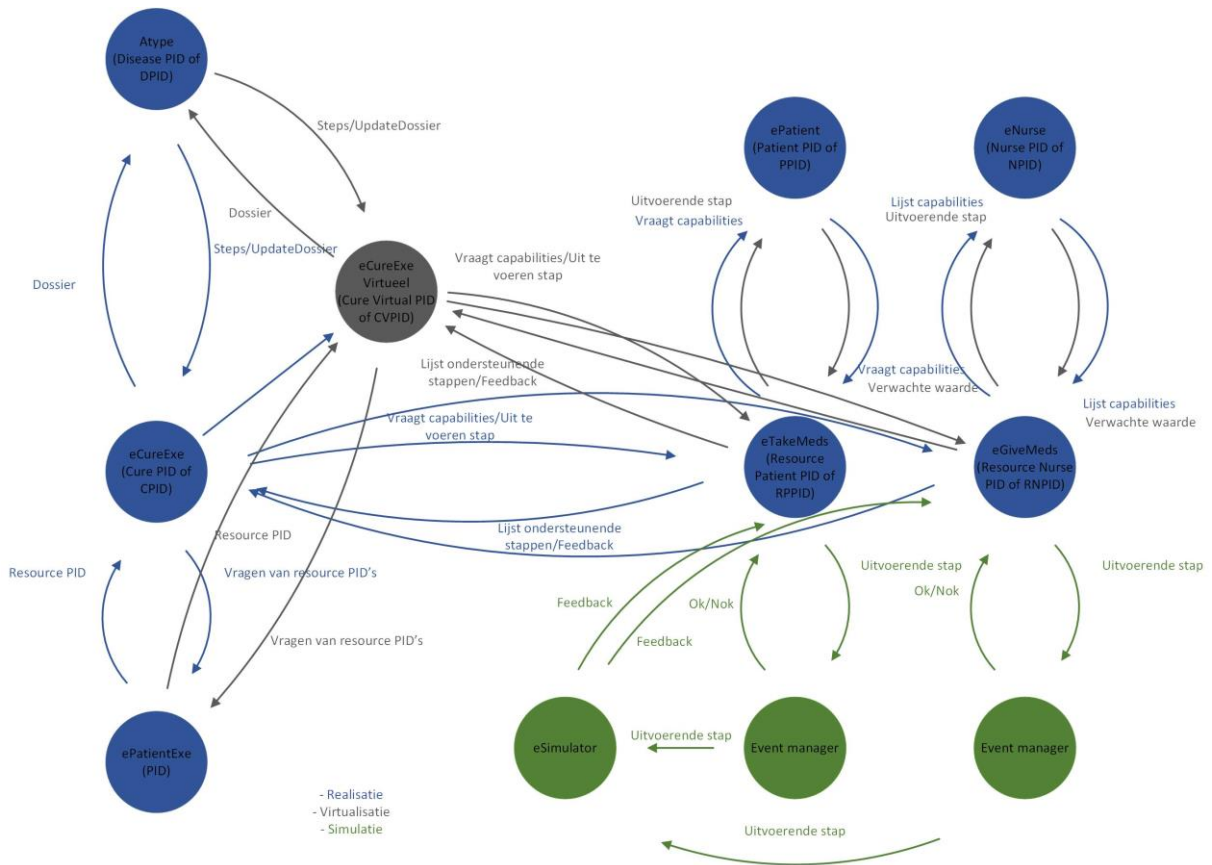 Atype
(Disease PID of
DPID)
Steps/UpdateDossier
Dossier
Steps/UpdateDossier
Dossier
eCureExe
Virtueel
(Cure Virtual PID
of CVPID)
ePatient
(Patient PID of
PPID)
eNurse
(Nurse PID of
NPID)
Uitvoerende stap
Vraagt capabilities
Lijst capabilities
Uitvoerende stap
Vraagt capabilities/Uit te
voeren stap
Lijst ondersteunende
stappen/Feedback
Vraagt capabilities
Verwachte waarde
Lijst capabilities
Verwachte waarde
Vraagt capabilities/Uit te
voeren stap
eCureExe
(Cure PID of
CPID)
eTakeMeds
(Resource
Patient PID of
RPPID)
eGiveMeds
(Resource Nurse
PID of RNPID)
Lijst ondersteunende
stappen/Feedback
Resource PID
Resource PID
Vragen van resource PID's
Vragen van resource PID's
Feedback
Ok/Nok
Feedback
Uitvoerende stap
Ok/Nok
Uitvoerende stap
ePatientExe
(PID)
eSimulator
Uitvoerende stap
Event manager
Event manager
- Realisatie
- Virtualisatie
- Simulatie
Uitvoerende stap